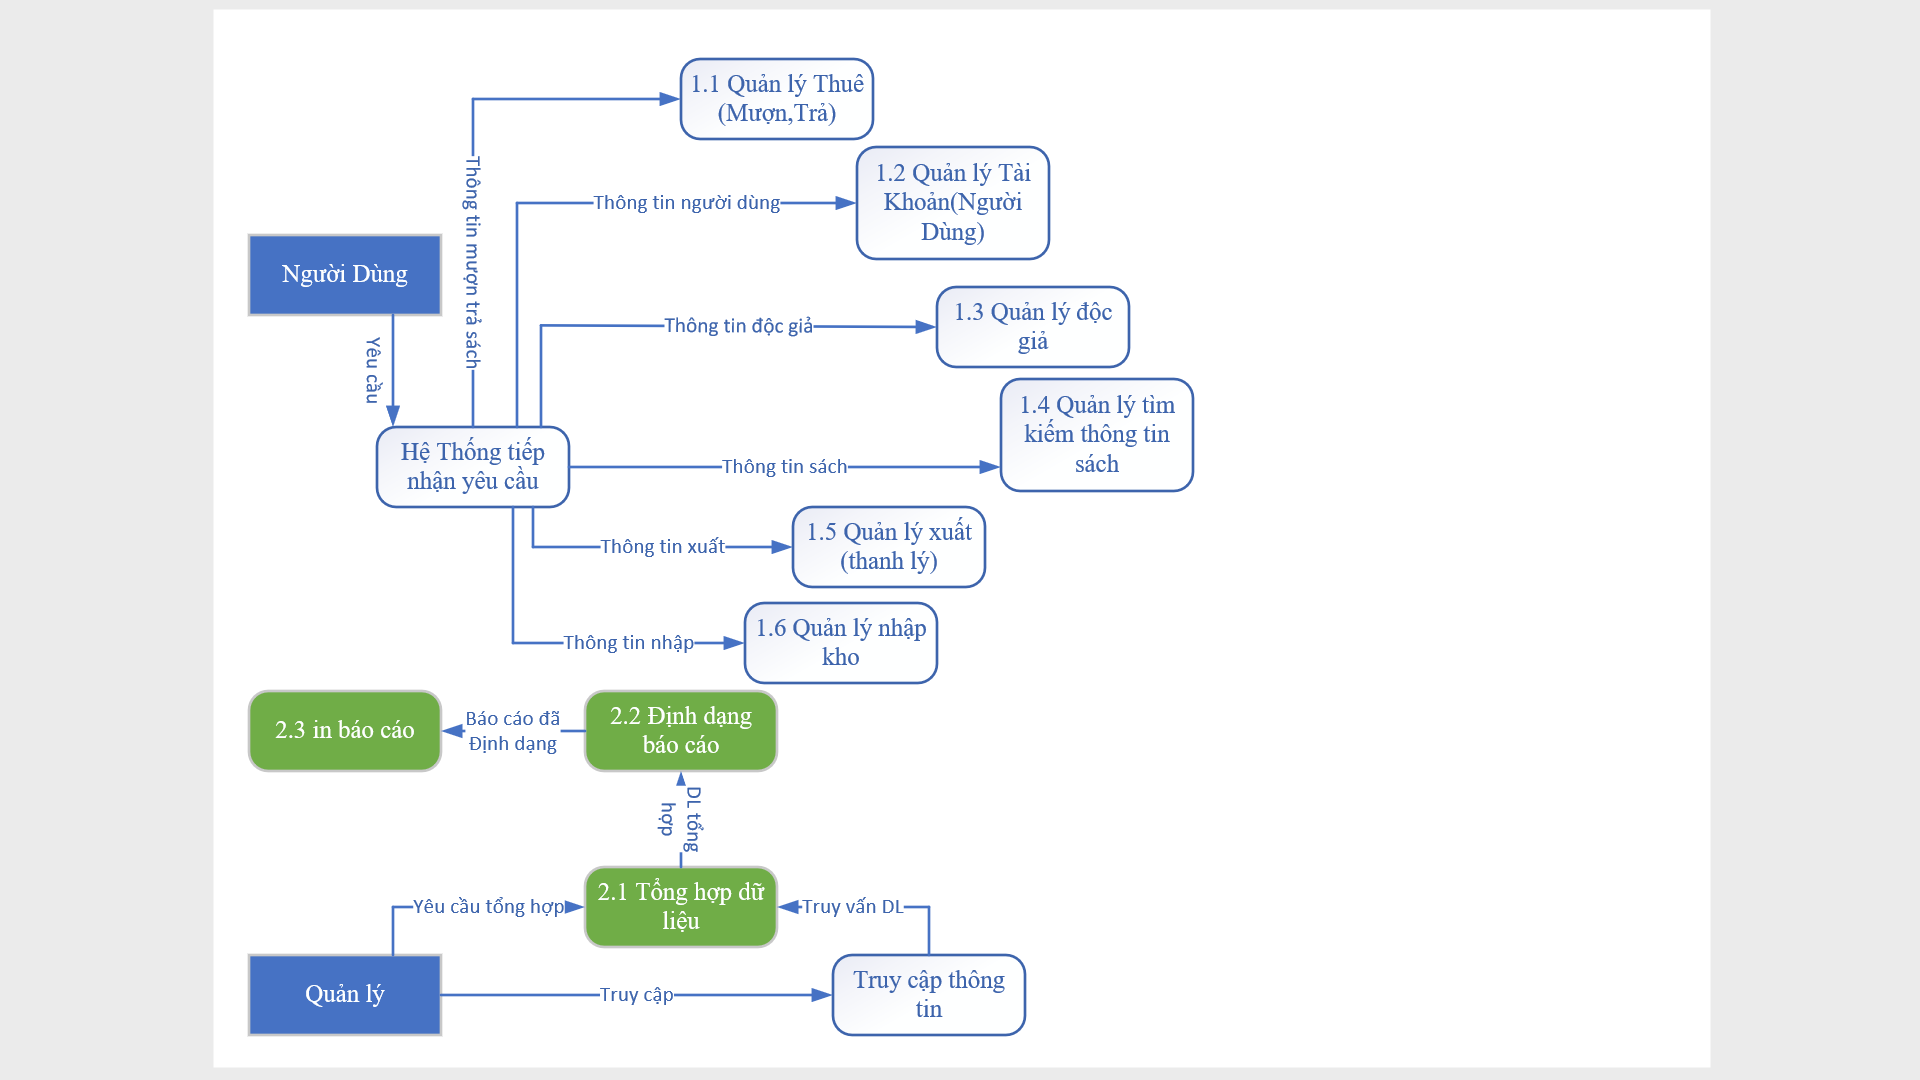 1.1 Quản lý Thuê
(Mượn,Trả)
Thông tin mượn trả sách
1.2 Quản lý Tài
Khoản(Người
Dùng)
Thông tin người dùng
Người Dùng
Yêu cầu
1.3 Quản lý độc
giả
Thông tin độc giả
1.4 Quản lý tìm
kiếm thông tin
sách
Hệ Thống tiếp
nhận yêu cầu
Thông tin sách
1.5 Quản lý xuất
(thanh lý)
Thông tin xuất
1.6 Quản lý nhập
kho
Thông tin nhập
2.3 in báo cáo
Báo cáo đã
Định dạng
2.2 Định dạng
báo cáo
DL tổng
hợp
2.1 Tổng hợp dữ
liệu
Yêu cầu tổng hợp
Truy vấn DL
Quản lý
Truy cập
Truy cập thông
tin